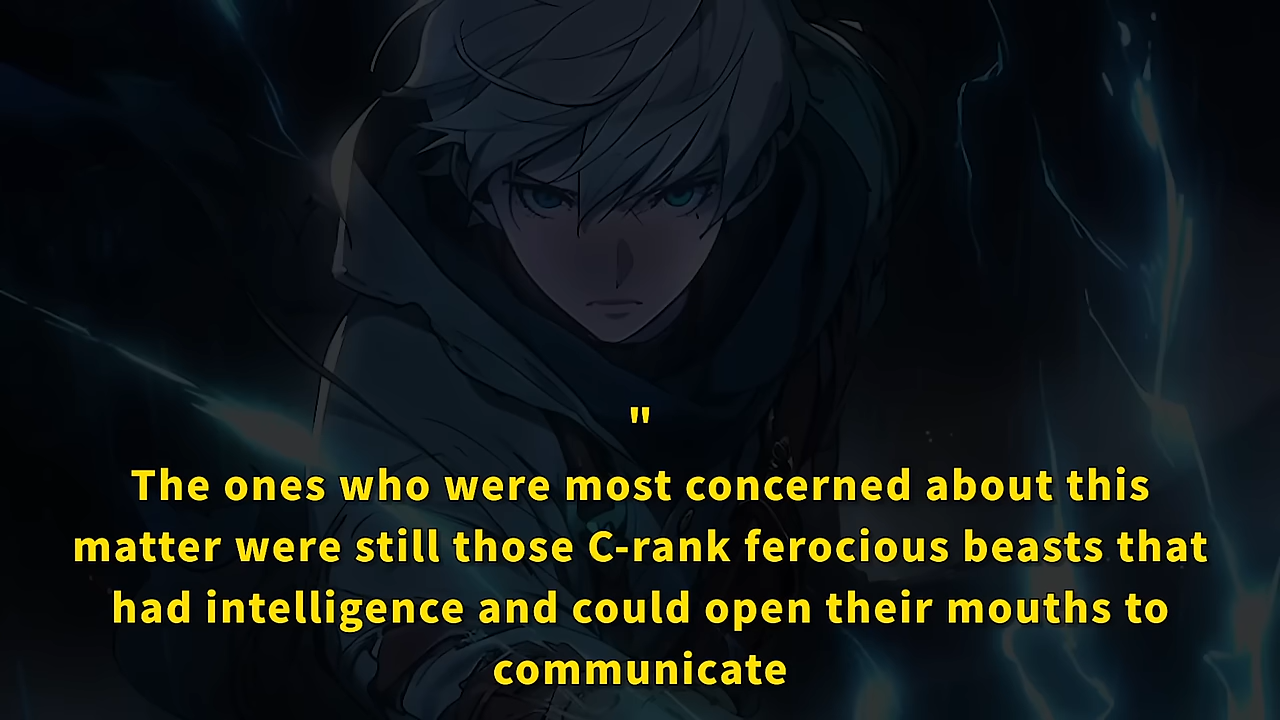 "
The ones who were most concerned about this
matter were still those C-rank ferocious beasts that
had intelligence and could open their mouths to
communicate